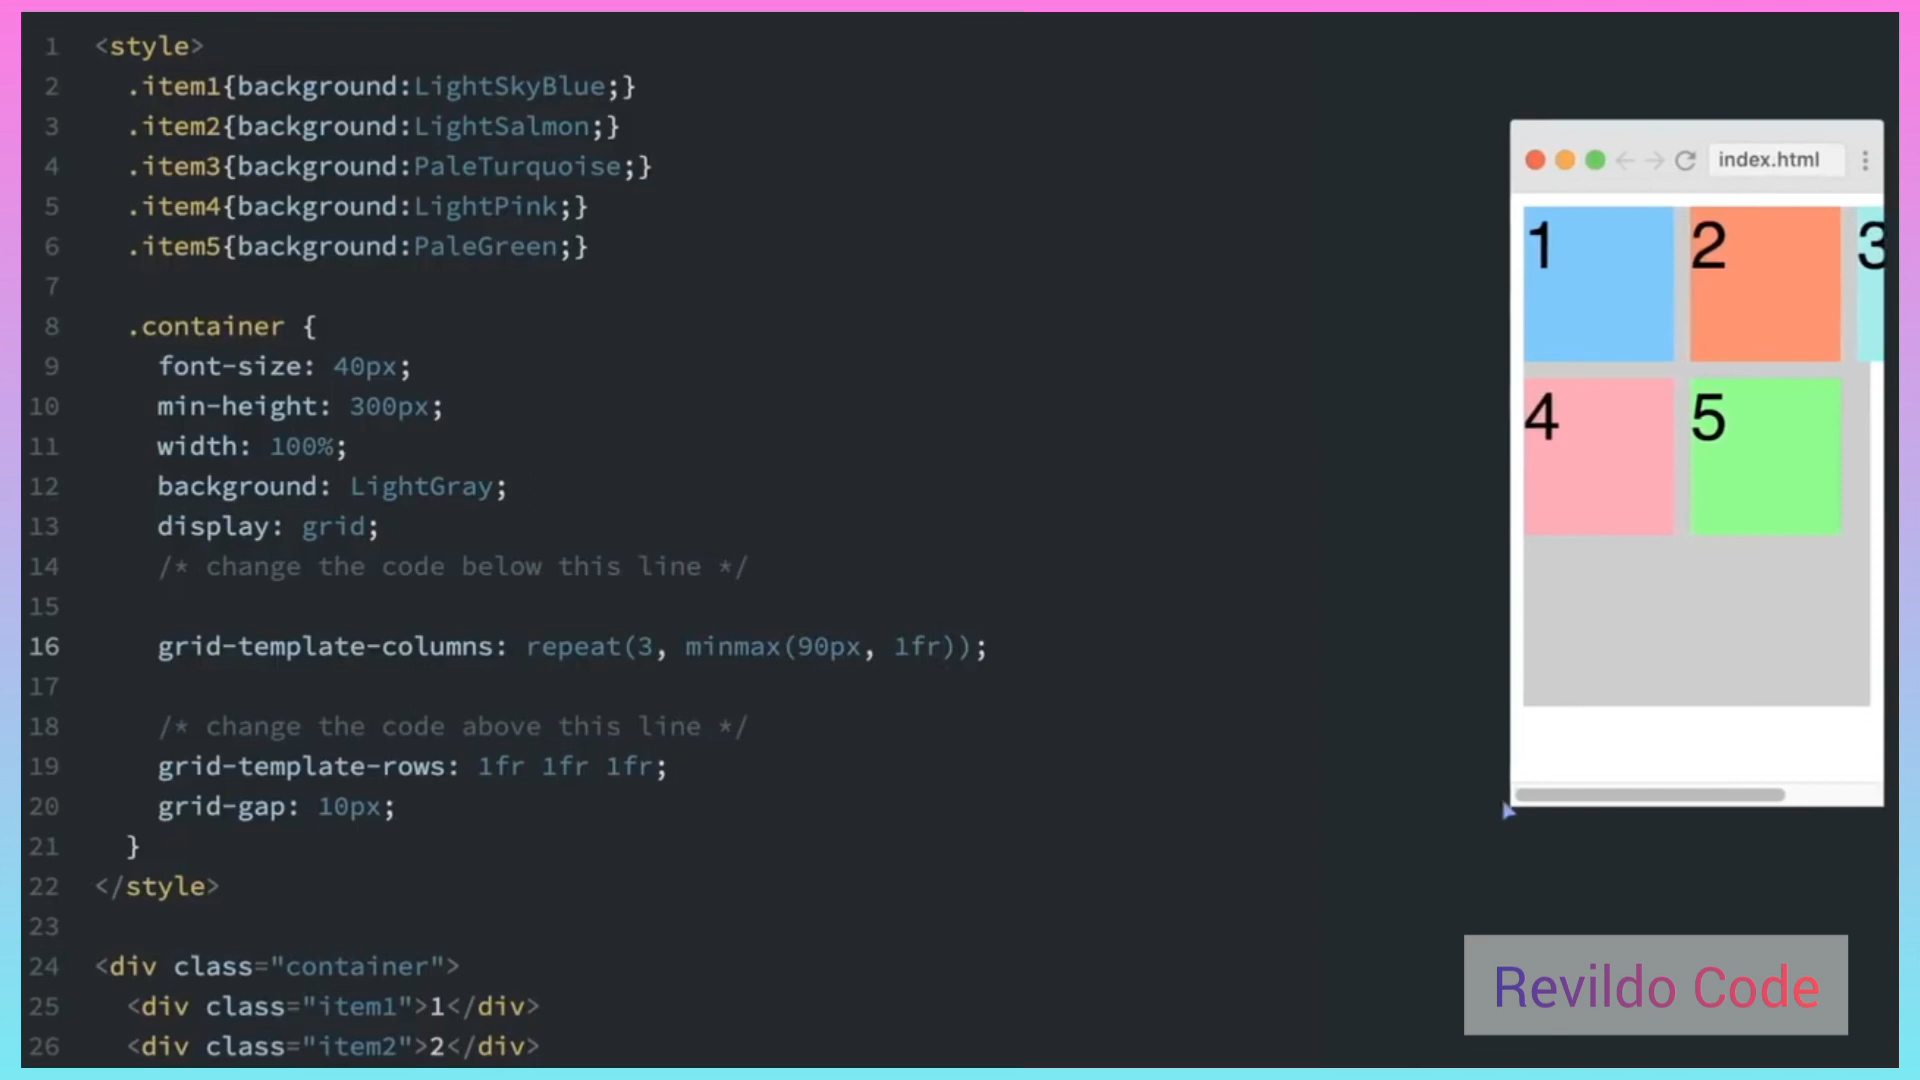 1 <style>
2 .item1{background:LightSkyBlue;}
3 .item2{background:LightSalmon;}
4 .item3{background:PaleTurquoise;}
5 .item4{background:LightPink;}
6 .item5{background:PaleGreen;}
7
8 .container {
9 font-size: 40px;
10 min-height: 300px;
11 width: 100%;
12 background: LightGray;
13 display: grid;
14 /* change the code below this line */
15
16 grid-template-columns: repeat(3, minmax(90px, 1fr));
17
18 /* change the code above this line */
19 grid-template-rows: 1fr 1fr 1fr;
20 grid-gap: 10px;
21 }
22 </style>
23
24 <div class="container">
25 <div class="item1">1</div>
26 <div class="item2">2</div>
index.html
1 2 3
4 5
Revildo Code